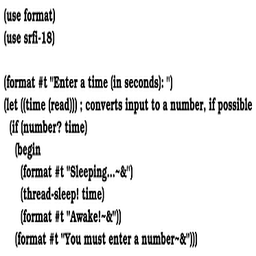 (use format)
(use srfi-18)
(format #t "Enter a time (in seconds): ")
(let ((time (read))) ; converts input to a number, if possible
(if (number? time)
(begin
(format #t "Sleeping...~&")
(thread-sleep! time)
(format #t "Awake!~&"))
(format #t "You must enter a number~&")))